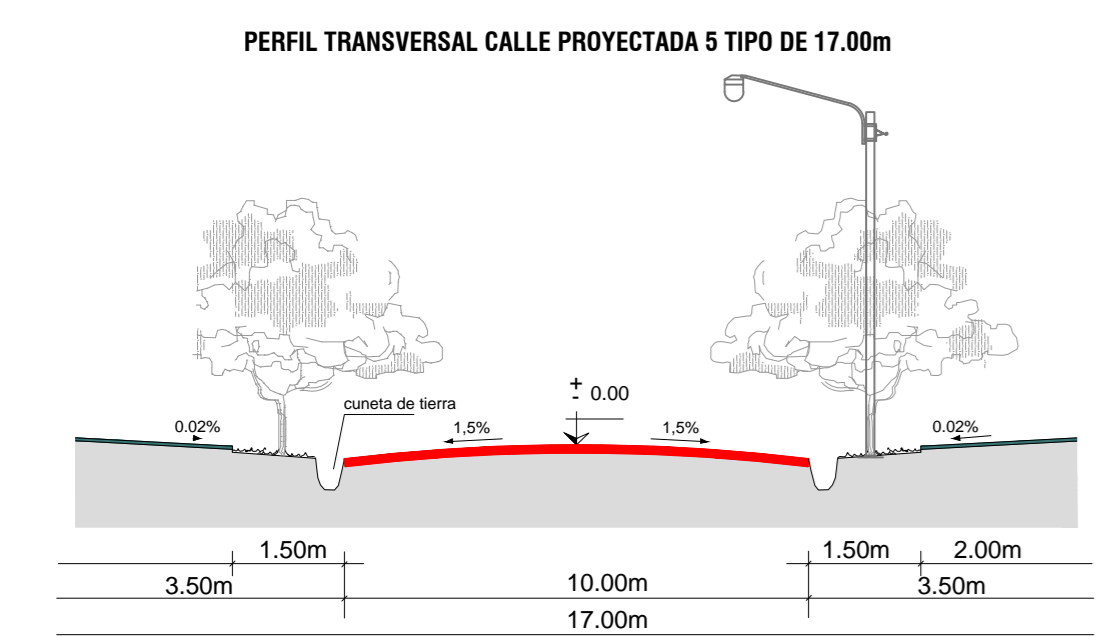 PERFIL TRANSVERSAL CALLE PROYECTADA 5 TIPO DE 17.00m
+
- 0.00
cuneta de tierra
0.02%
1,5%
1,5%
0.02%
1.50m
1.50m
2.00m
3.50m
10.00m
3.50m
17.00m